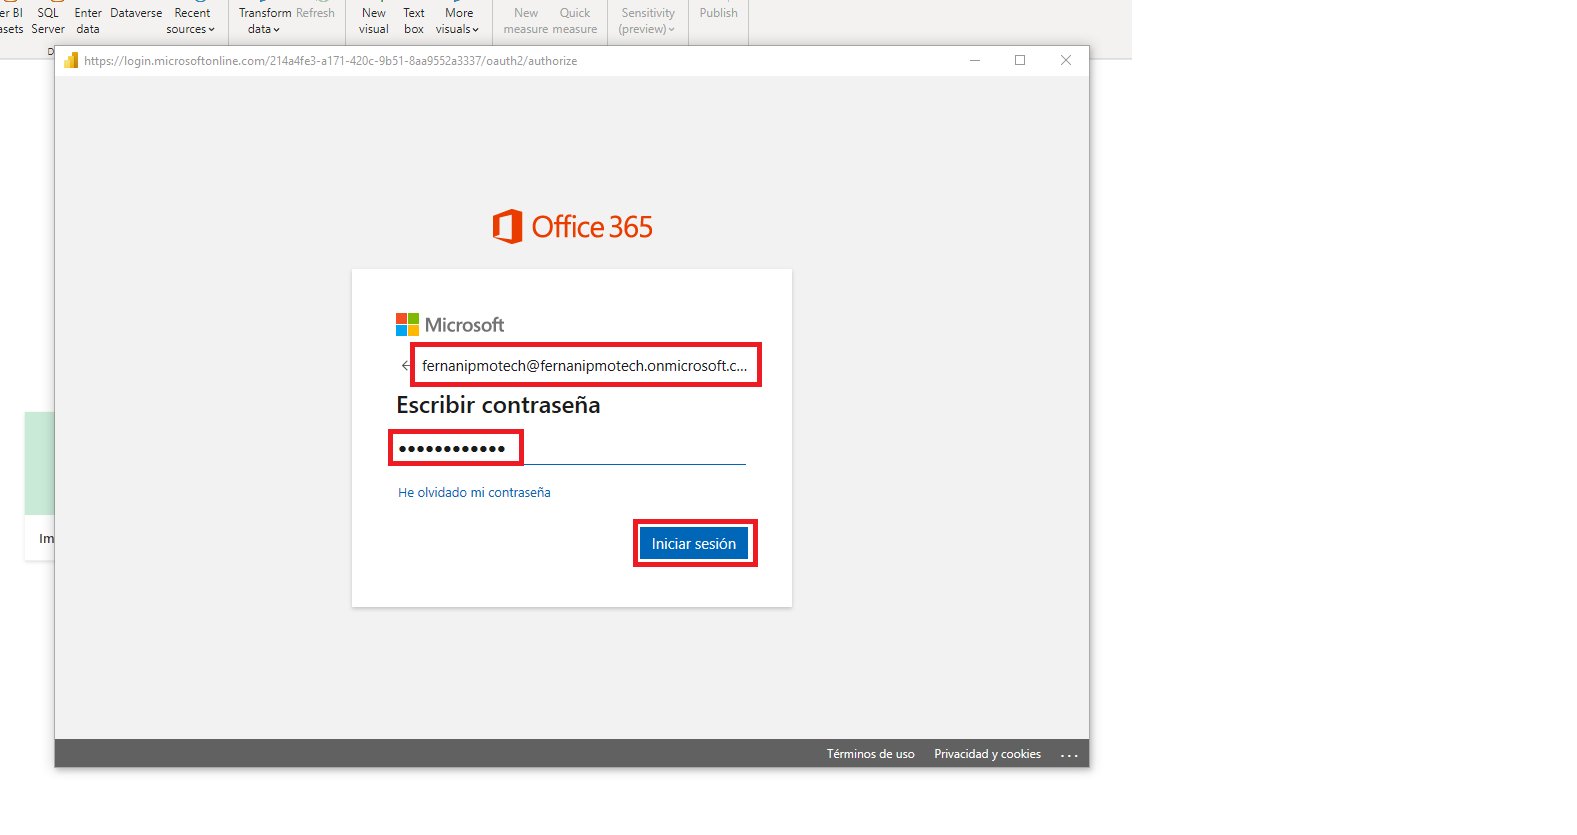 er BI SQL Enter Dataverse Recent Transform Refresh New Text More New Quick Sensitivity Publish
asets Server data sources data visual box visuals measure measure (preview)
D
https://login.microsoftonline.com/214a4fe3-a171-420c-9b51-8aa9552a3337/oauth2/authorize
Office 365
Microsoft
fernanipmotech@fernanipmotech.onmicrosoft.c...
Escribir contraseña
He olvidado mi contraseña
Iniciar sesión
Im
Términos de uso Privacidad y cookies ...